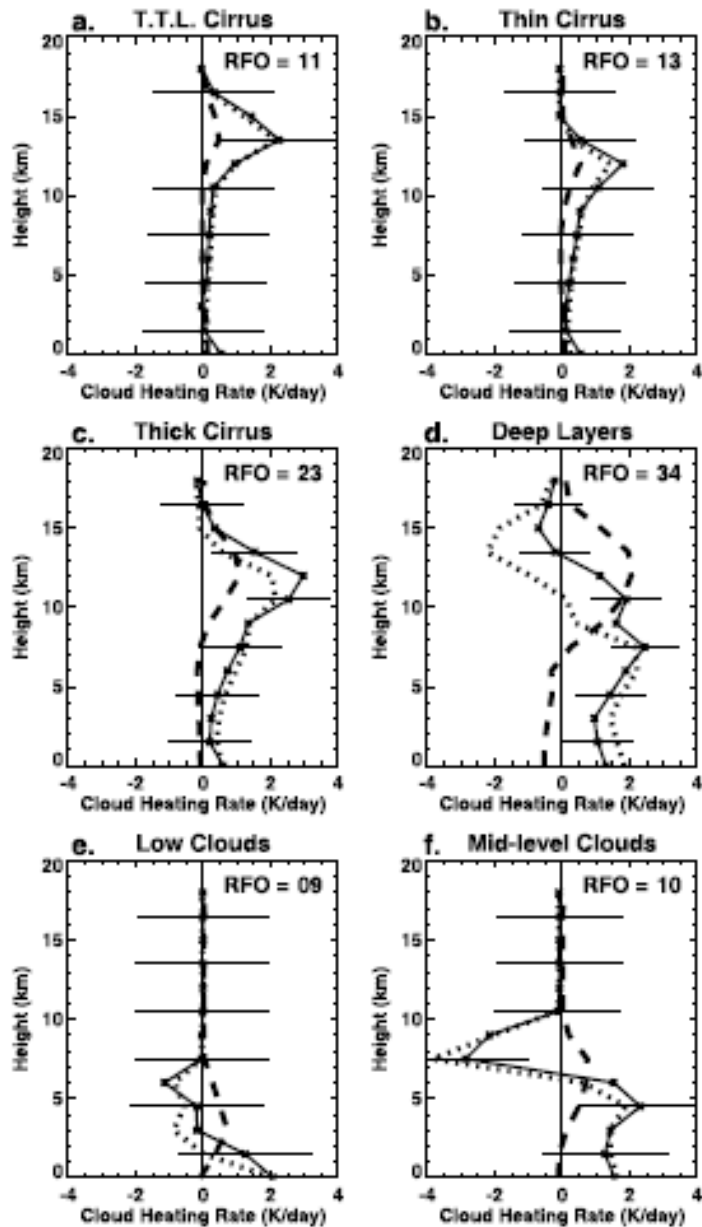 a. T.T.L. Cirrus
RFO = 11
20
15
10
5
0
Height (km)
-4 -2 0 2 4
Cloud Heating Rate (K/day)
b. Thin Cirrus
RFO = 13
20
15
10
5
0
Height (km)
-4 -2 0 2 4
Cloud Heating Rate (K/day)
c. Thick Cirrus
RFO = 23
20
15
10
5
0
Height (km)
-4 -2 0 2 4
Cloud Heating Rate (K/day)
d. Deep Layers
RFO = 34
20
15
10
5
0
Height (km)
-4 -2 0 2 4
Cloud Heating Rate (K/day)
e. Low Clouds
RFO = 09
20
15
10
5
0
Height (km)
-4 -2 0 2 4
Cloud Heating Rate (K/day)
f. Mid-level Clouds
RFO = 10
20
15
10
5
0
Height (km)
-4 -2 0 2 4
Cloud Heating Rate (K/day)